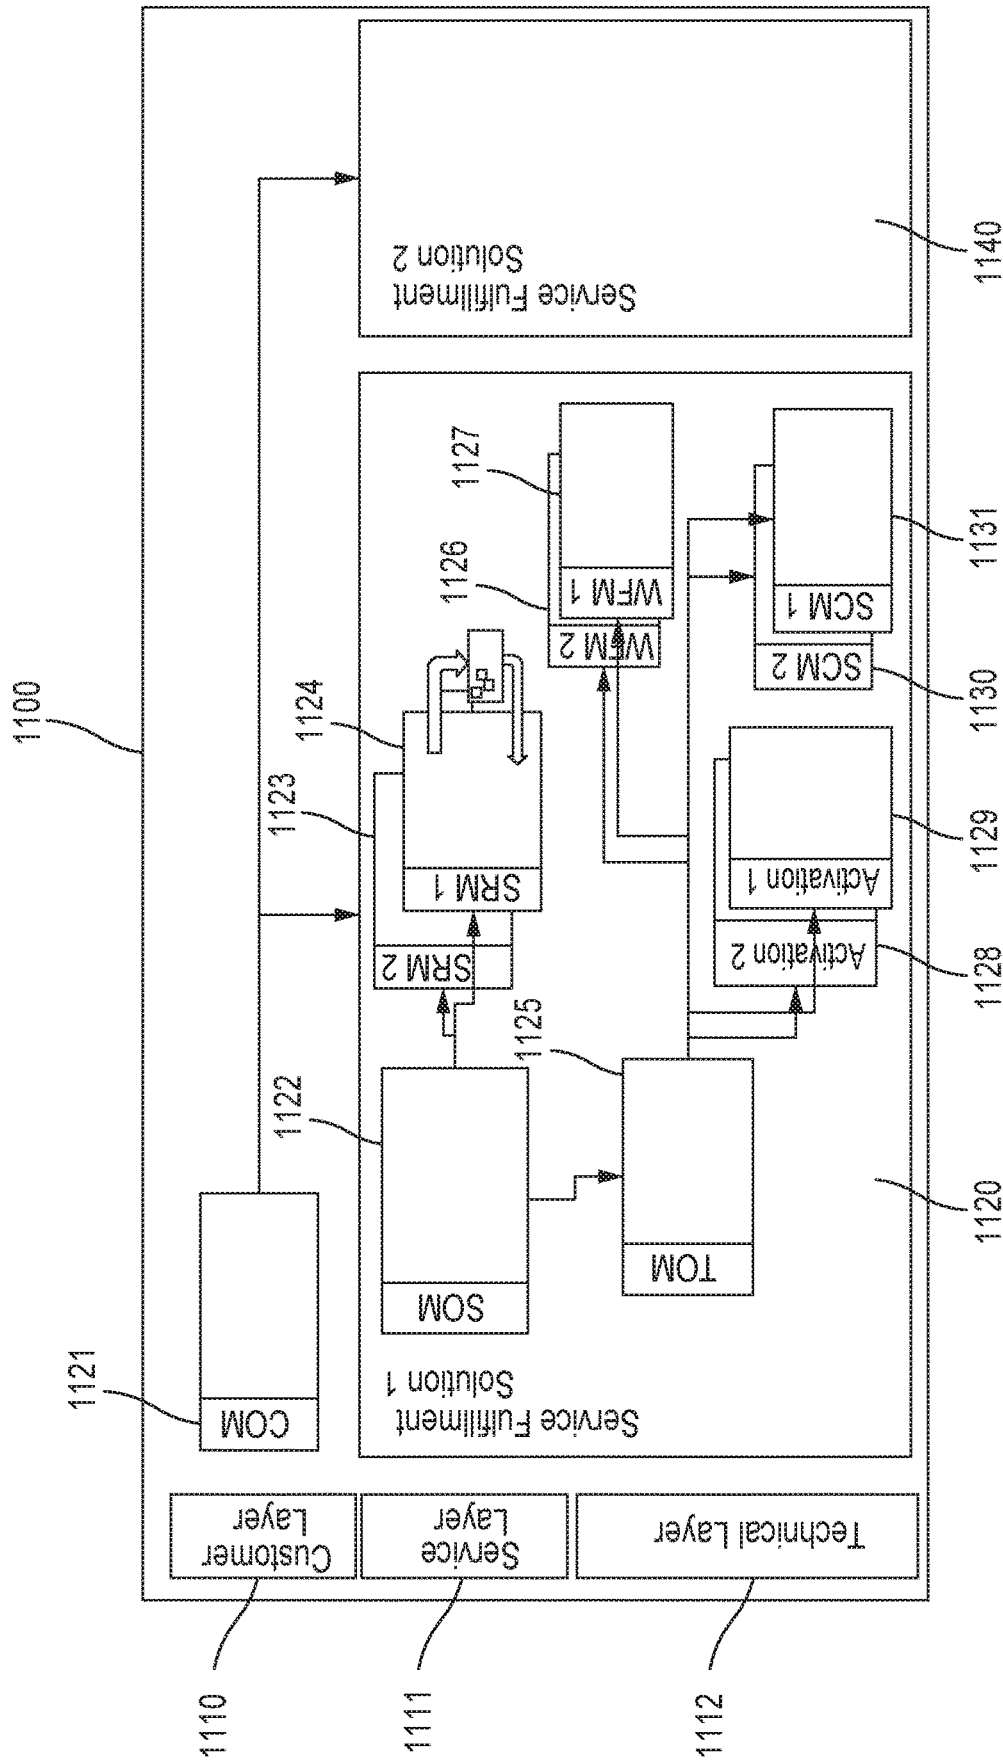 1100
1110
Customer
Layer
1111
Service
Layer
1112
Technical Layer
1121
COM
Service Fulfillment
Solution 1
1122
SOM
1123
SRM 2
1124
SRM 1
1125
TOM
1126
WFM 2
1127
WFM 1
1128
Activation 2
1129
Activation 1
1130
SCM 2
1131
SCM 1
1120
Service Fulfillment
Solution 2
1140